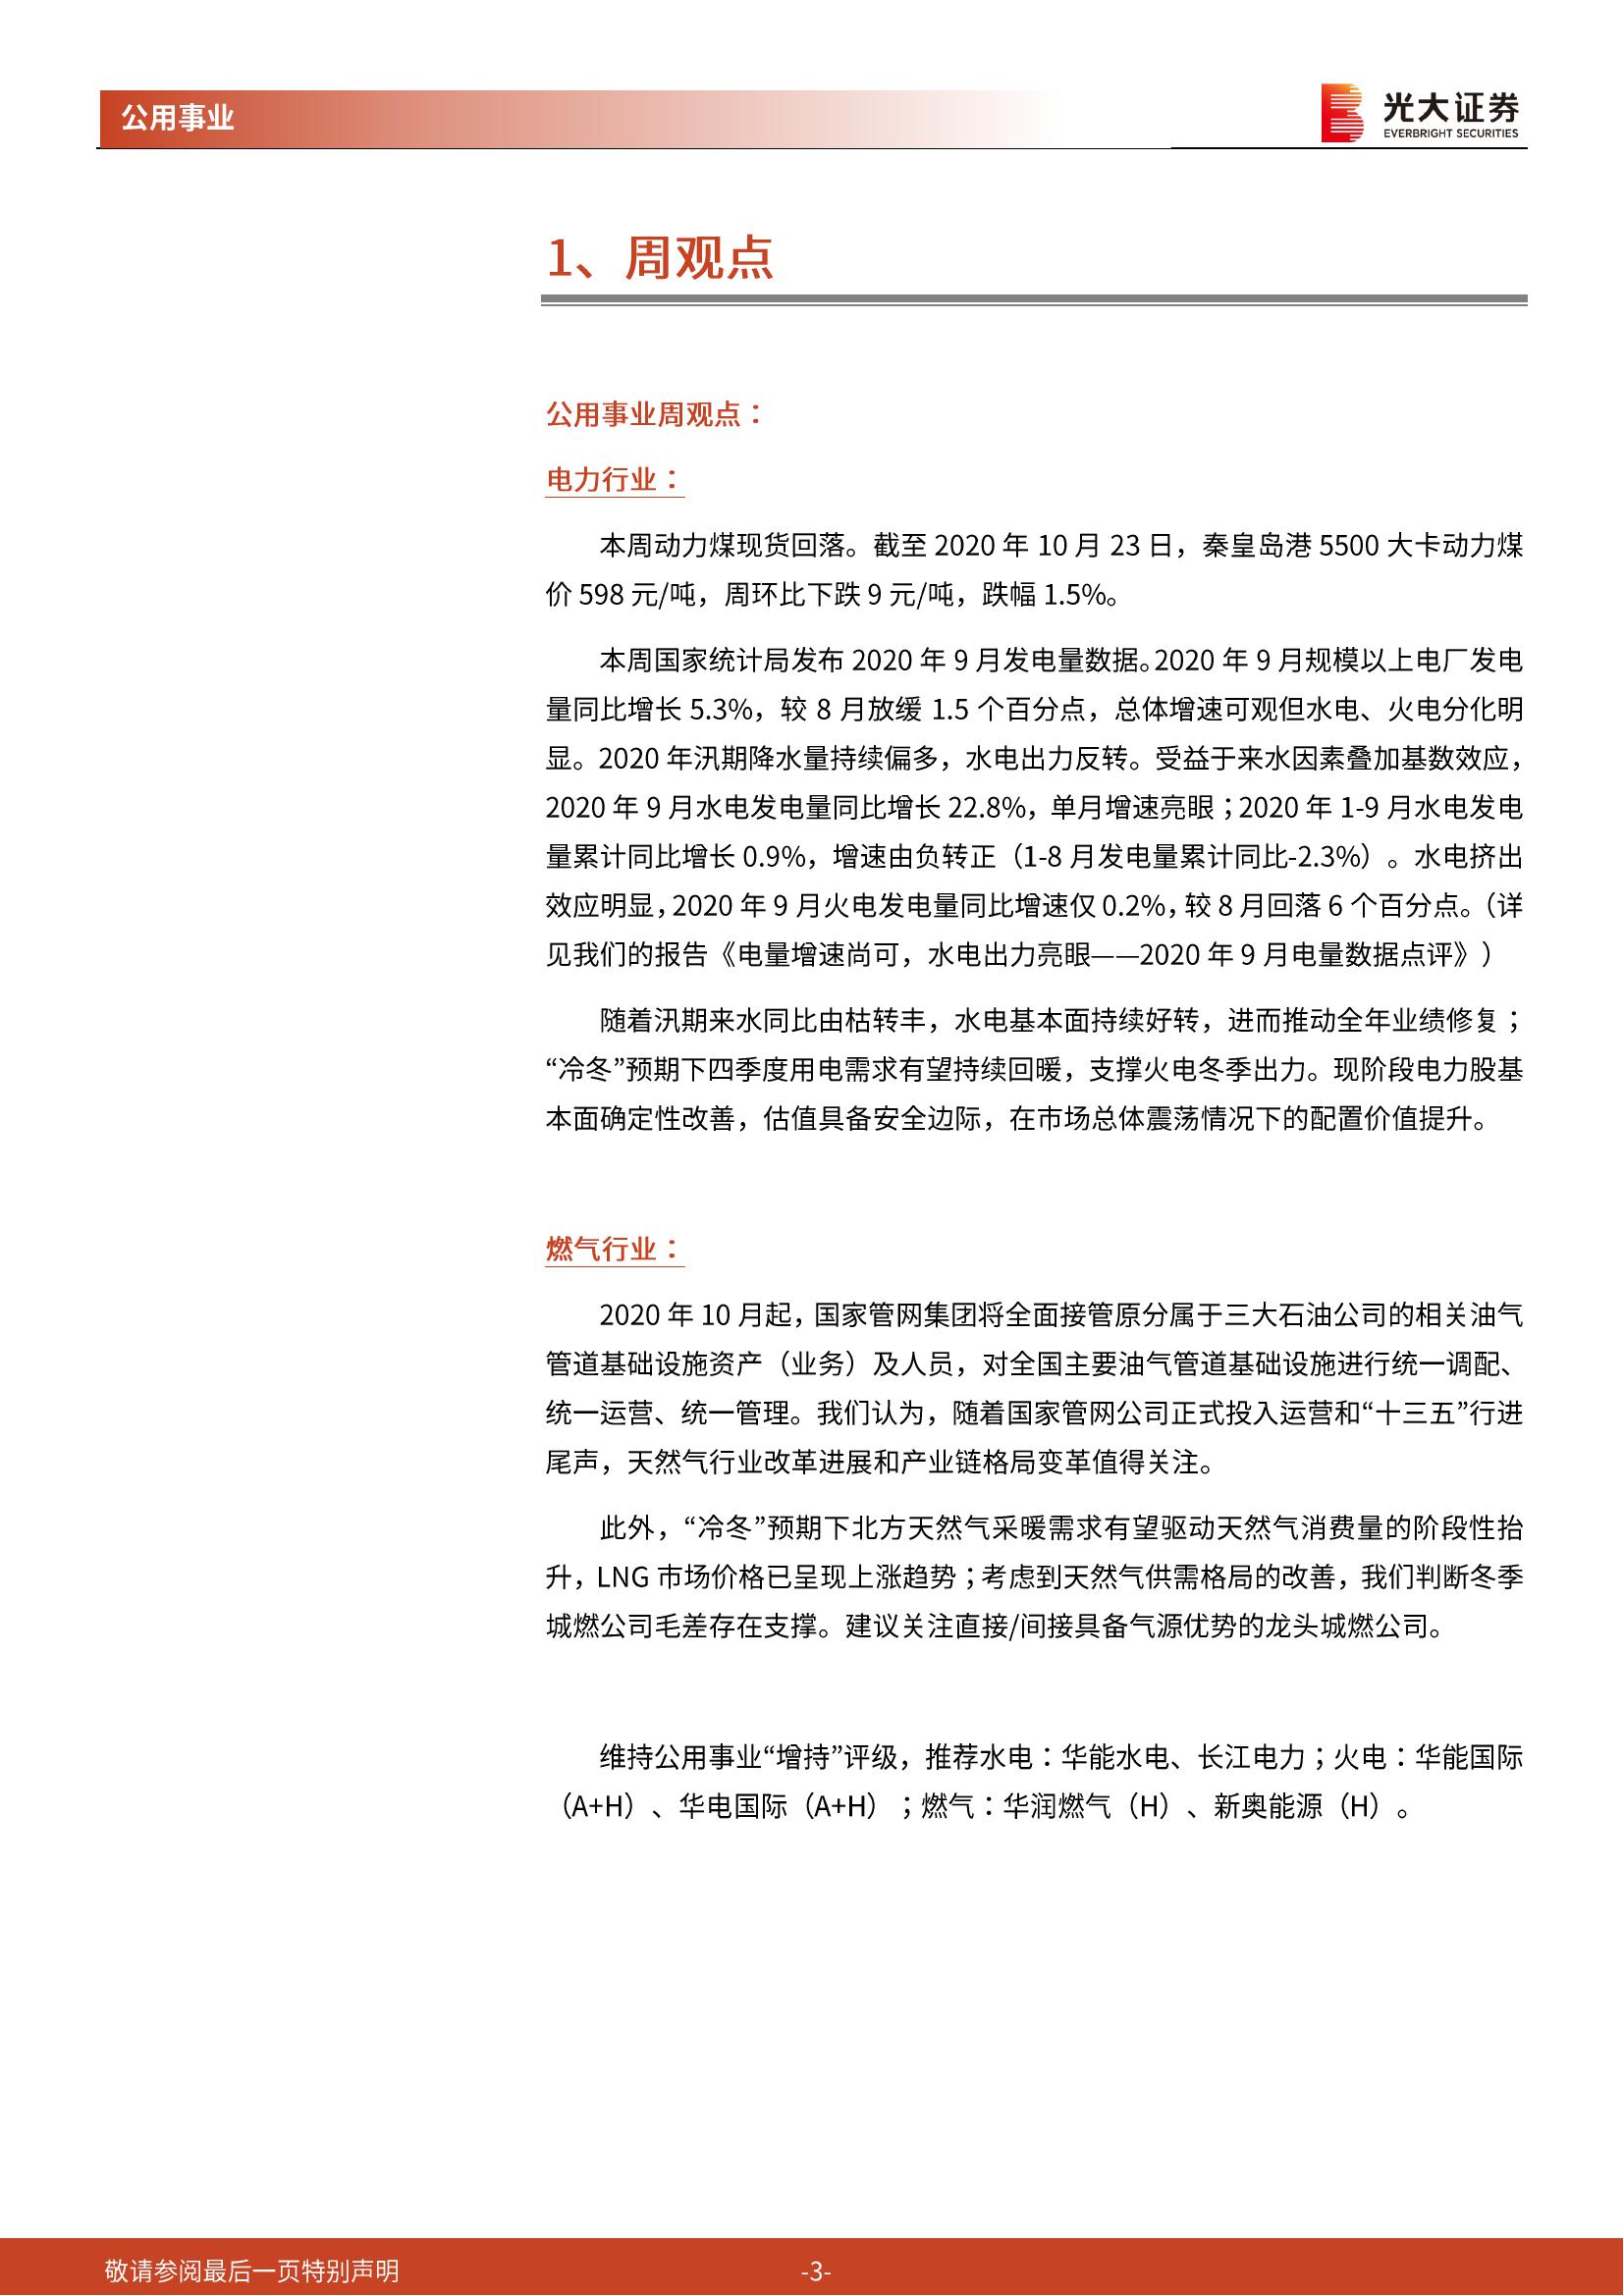 公用事业
光大证券
EVERBRIGHT SECURITIES
1、周观点
公用事业周观点：
电力行业：
本周动力煤现货回落。截至 2020 年 10 月 23 日，秦皇岛港 5500 大卡动力煤
价 598 元/吨，周环比下跌 9 元/吨，跌幅 1.5%。
本周国家统计局发布 2020 年 9 月发电量数据。2020 年 9 月规模以上电厂发电
量同比增长 5.3%，较 8 月放缓 1.5 个百分点，总体增速可观但水电、火电分化明
显。2020 年汛期降水量持续偏多，水电出力反转。受益于来水因素叠加基数效应，
2020 年 9 月水电发电量同比增长 22.8%，单月增速亮眼；2020 年 1-9 月水电发电
量累计同比增长 0.9%，增速由负转正（1-8 月发电量累计同比-2.3%）。水电挤出
效应明显，2020 年 9 月火电发电量同比增速仅 0.2%，较 8 月回落 6 个百分点。（详
见我们的报告《电量增速尚可，水电出力亮眼——2020 年 9 月电量数据点评》）
随着汛期来水同比由枯转丰，水电基本面持续好转，进而推动全年业绩修复；
“冷冬”预期下四季度用电需求有望持续回暖，支撑火电冬季出力。现阶段电力股基
本面确定性改善，估值具备安全边际，在市场总体震荡情况下的配置价值提升。
燃气行业：
2020 年 10 月起，国家管网集团将全面接管原分属于三大石油公司的相关油气
管道基础设施资产（业务）及人员，对全国主要油气管道基础设施进行统一调配、
统一运营、统一管理。我们认为，随着国家管网公司正式投入运营和“十三五”行进
尾声，天然气行业改革进展和产业链格局变革值得关注。
此外，“冷冬”预期下北方天然气采暖需求有望驱动天然气消费量的阶段性抬
升，LNG 市场价格已呈现上涨趋势；考虑到天然气供需格局的改善，我们判断冬季
城燃公司毛差存在支撑。建议关注直接/间接具备气源优势的龙头城燃公司。
维持公用事业“增持”评级，推荐水电：华能水电、长江电力；火电：华能国际
（A+H）、华电国际（A+H）；燃气：华润燃气（H）、新奥能源（H）。
敬请参阅最后一页特别声明
-3-